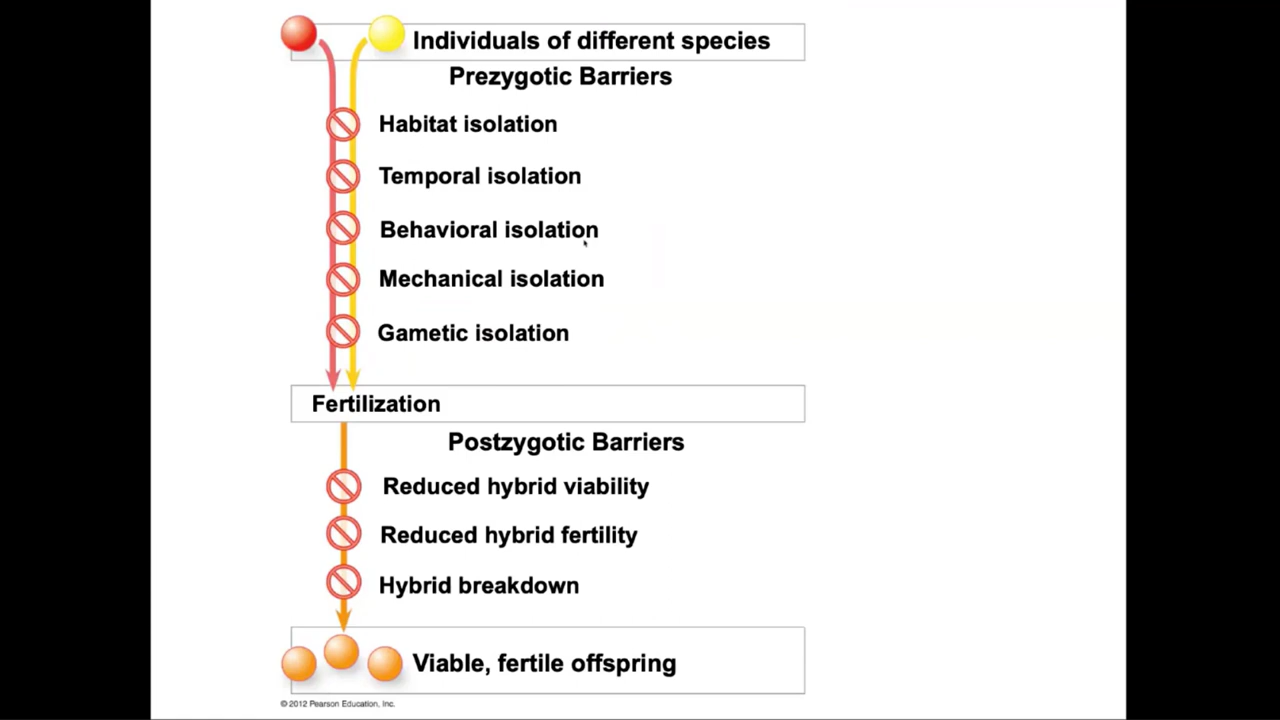 Individuals of different species
Prezygotic Barriers
Habitat isolation
Temporal isolation
Behavioral isolation
Mechanical isolation
Gametic isolation
Fertilization
Postzygotic Barriers
Reduced hybrid viability
Reduced hybrid fertility
Hybrid breakdown
Viable, fertile offspring
© 2012 Pearson Education, Inc.